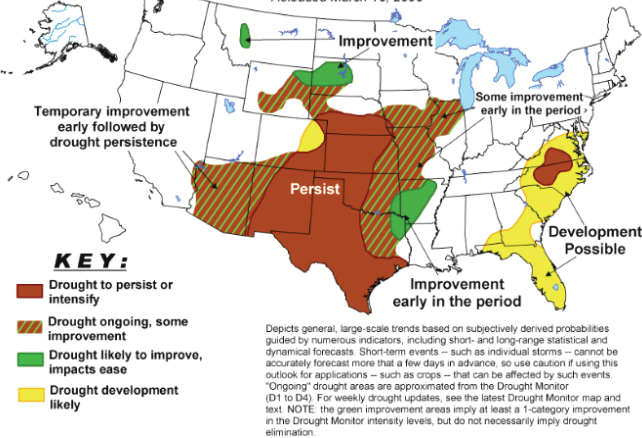 Improvement
Temporary improvement
early followed by
drought persistence
Some improvement
early in the period
Persist
Development
Possible
Improvement
early in the period
KEY:
Drought to persist or
intensify
Drought ongoing, some
improvement
Drought likely to improve,
impacts ease
Drought development
likely
Depicts general, large-scale trends based on subjectively derived probabilities
guided by numerous indicators, including short- and long-range statistical and
dynamical forecasts. Short-term events -- such as individual storms -- cannot be
accurately forecast more that a few days in advance, so use caution if using this
outlook for applications -- such as crops -- that can be affected by such events.
"Ongoing" drought areas are approximated from the Drought Monitor
(D1 to D4). For weekly drought updates, see the latest Drought Monitor map and
text. NOTE: the green improvement areas imply at least a 1-category improvement
in the Drought Monitor intensity levels, but do not necessarily imply drought
elimination.